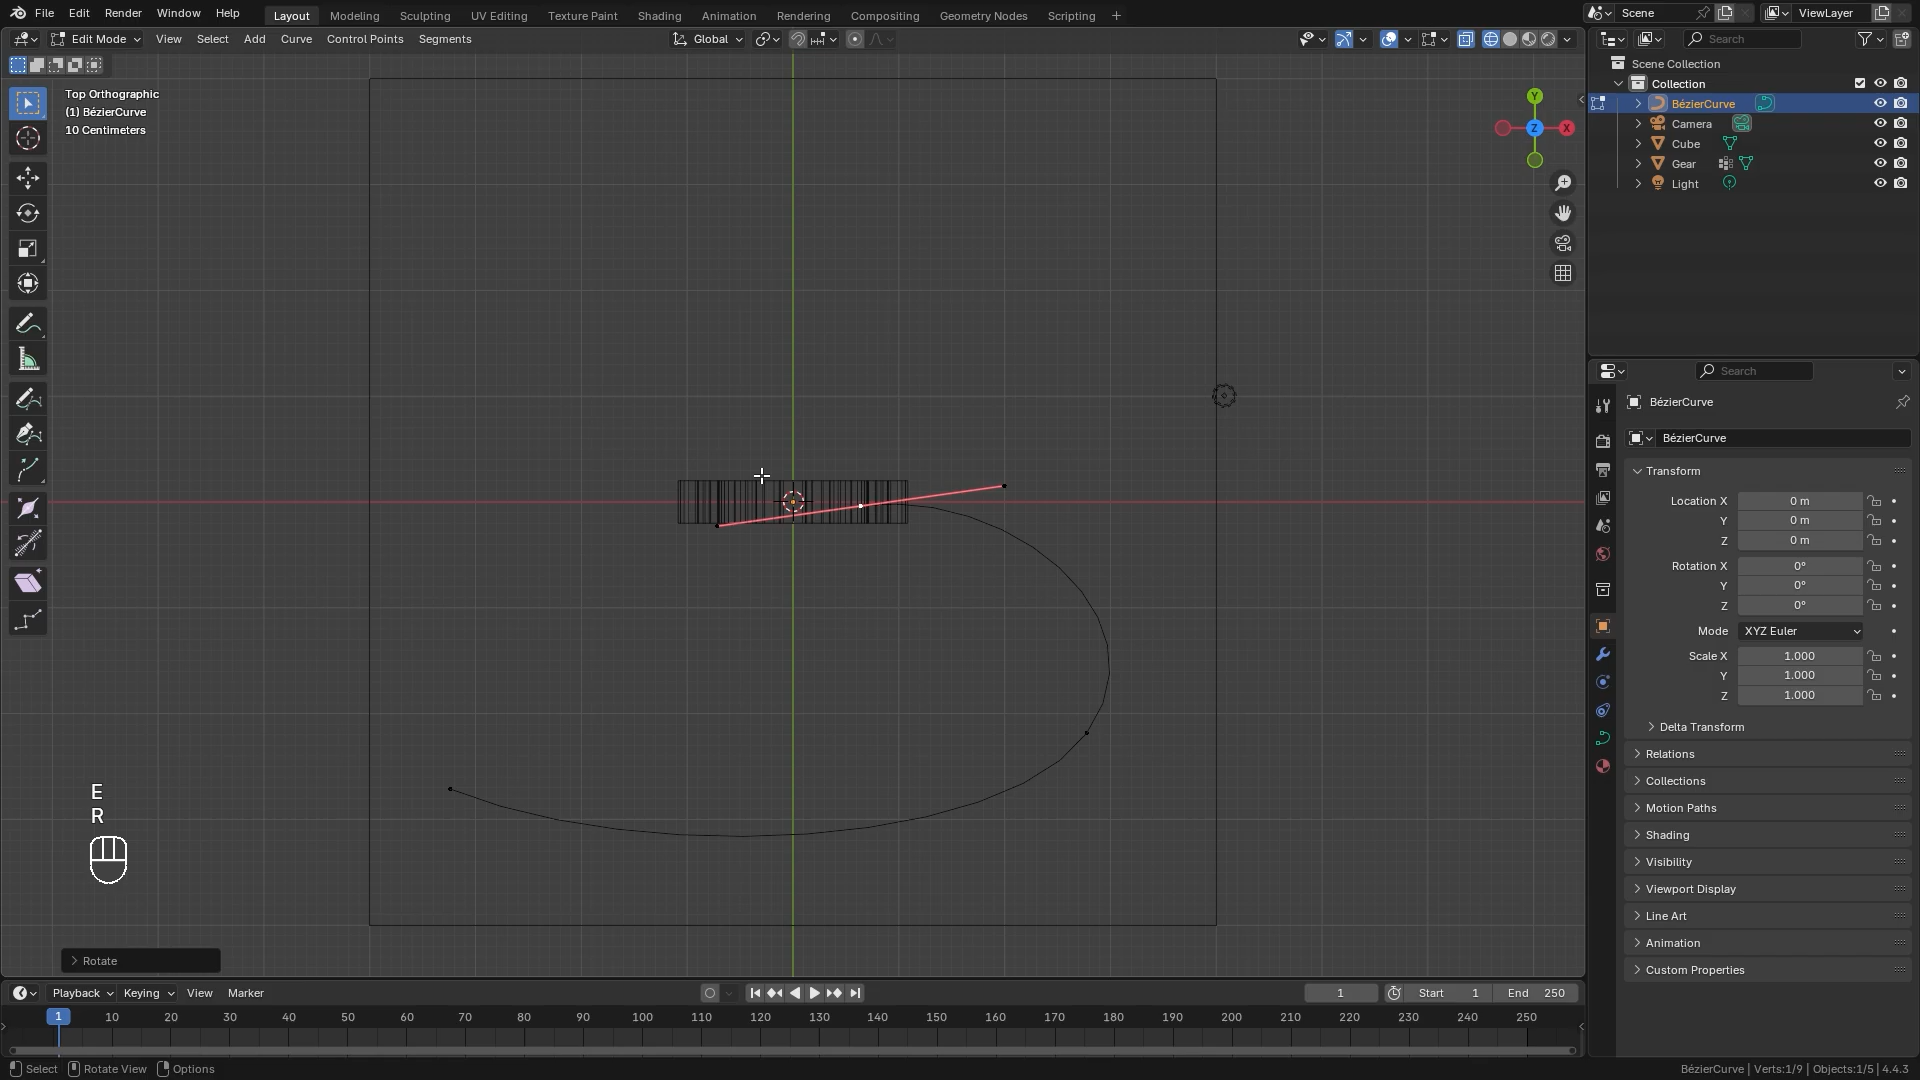 File Edit Render Window Help Layout Modeling Sculpting UV Editing Texture Paint Shading Animation Rendering Compositing Geometry Nodes Scripting + Scene ViewLayer
Edit Mode View Select Add Curve Control Points Segments Global Search
Top Orthographic
(1) BézierCurve
10 Centimeters
Y
Z
X
Scene Collection
Collection
BézierCurve
Camera
Cube
Gear
Light
Search
BézierCurve
BézierCurve
Transform
Location X 0 m
Y 0 m
Z 0 m
Rotation X 0°
Y 0°
Z 0°
Mode XYZ Euler
Scale X 1.000
Y 1.000
Z 1.000
Delta Transform
Relations
Collections
Motion Paths
Shading
Visibility
Viewport Display
Line Art
Animation
Custom Properties
E
R
Rotate
Playback Keying View Marker 1 Start 1 End 250
1 10 20 30 40 50 60 70 80 90 100 110 120 130 140 150 160 170 180 190 200 210 220 230 240 250
Select Rotate View Options BézierCurve | Verts:1/9 | Objects:1/5 | 4.4.3